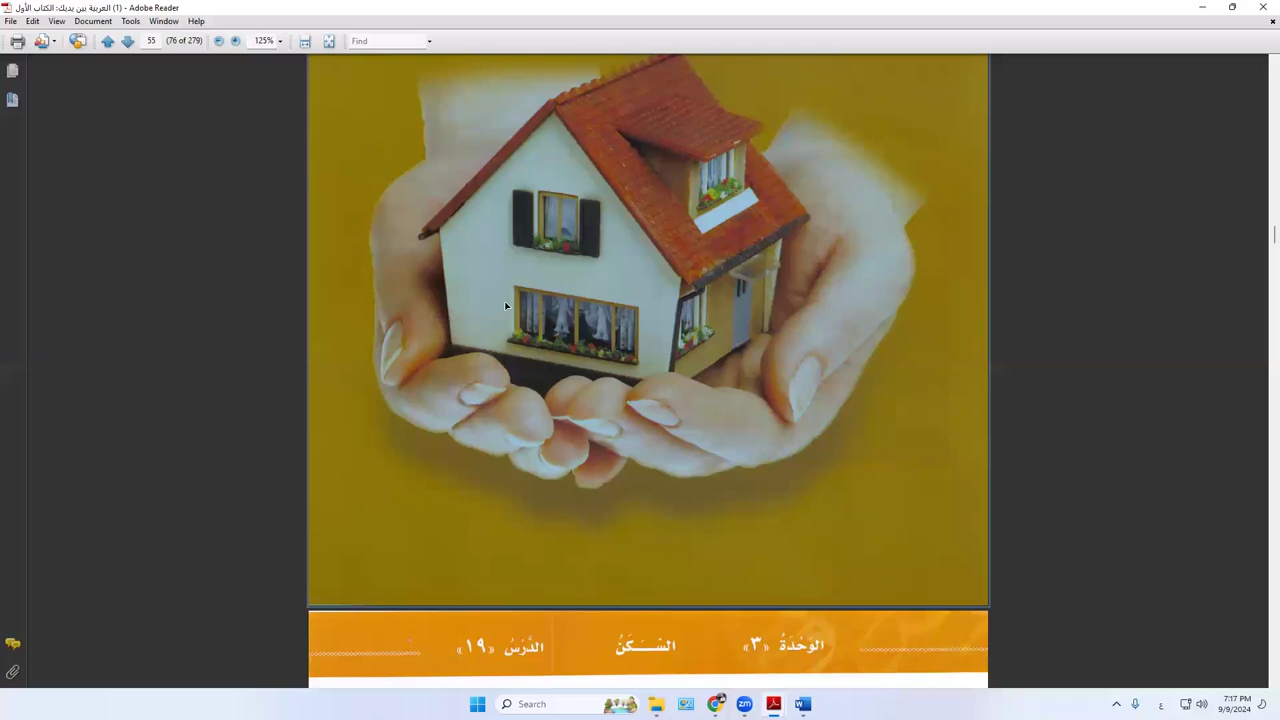 العربية بين يديك: الكتاب الأول (1) - Adobe Reader
File Edit View Document Tools Window Help
55 (76 of 279) 125% Find
الوَحْدَةُ «٣» السَّـــكَنُ الدَّرْسُ «١٩»
Search
ع
7:17 PM
9/9/2024